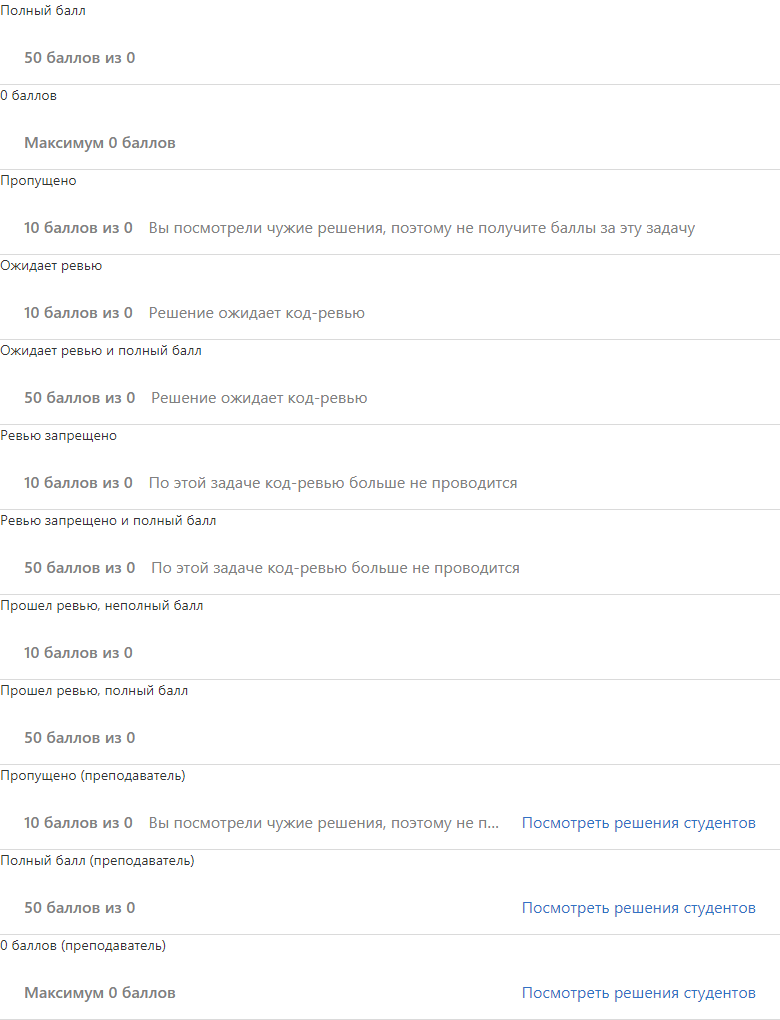 Полный балл
50 баллов из 0
0 баллов
Максимум 0 баллов
Пропущено
10 баллов из 0 Вы посмотрели чужие решения, поэтому не получите баллы за эту задачу
Ожидает ревью
10 баллов из 0 Решение ожидает код-ревью
Ожидает ревью и полный балл
50 баллов из 0 Решение ожидает код-ревью
Ревью запрещено
10 баллов из 0 По этой задаче код-ревью больше не проводится
Ревью запрещено и полный балл
50 баллов из 0 По этой задаче код-ревью больше не проводится
Прошел ревью, неполный балл
10 баллов из 0
Прошел ревью, полный балл
50 баллов из 0
Пропущено (преподаватель)
10 баллов из 0 Вы посмотрели чужие решения, поэтому не п... Посмотреть решения студентов
Полный балл (преподаватель)
50 баллов из 0 Посмотреть решения студентов
0 баллов (преподаватель)
Максимум 0 баллов Посмотреть решения студентов